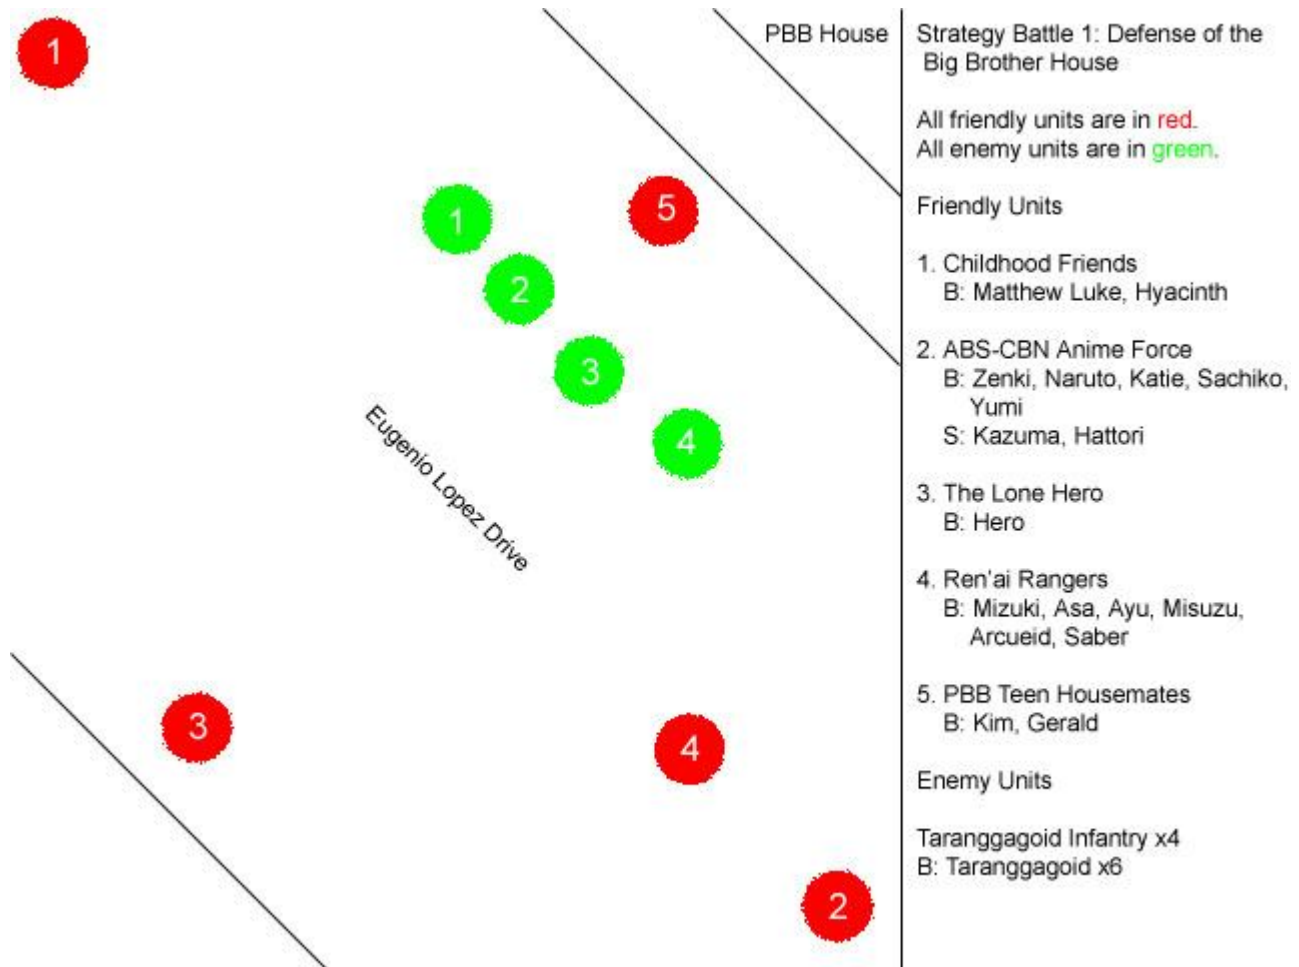 1
PBB House
5
1
2
3
4
Eugenio Lopez Drive
3
4
2
Strategy Battle 1: Defense of the
Big Brother House
All friendly units are in red.
All enemy units are in green.
Friendly Units
1. Childhood Friends
B: Matthew Luke, Hyacinth
2. ABS-CBN Anime Force
B: Zenki, Naruto, Katie, Sachiko,
Yumi
S: Kazuma, Hattori
3. The Lone Hero
B: Hero
4. Ren'ai Rangers
B: Mizuki, Asa, Ayu, Misuzu,
Arcueid, Saber
5. PBB Teen Housemates
B: Kim, Gerald
Enemy Units
Taranggagoid Infantry x4
B: Taranggagoid x6